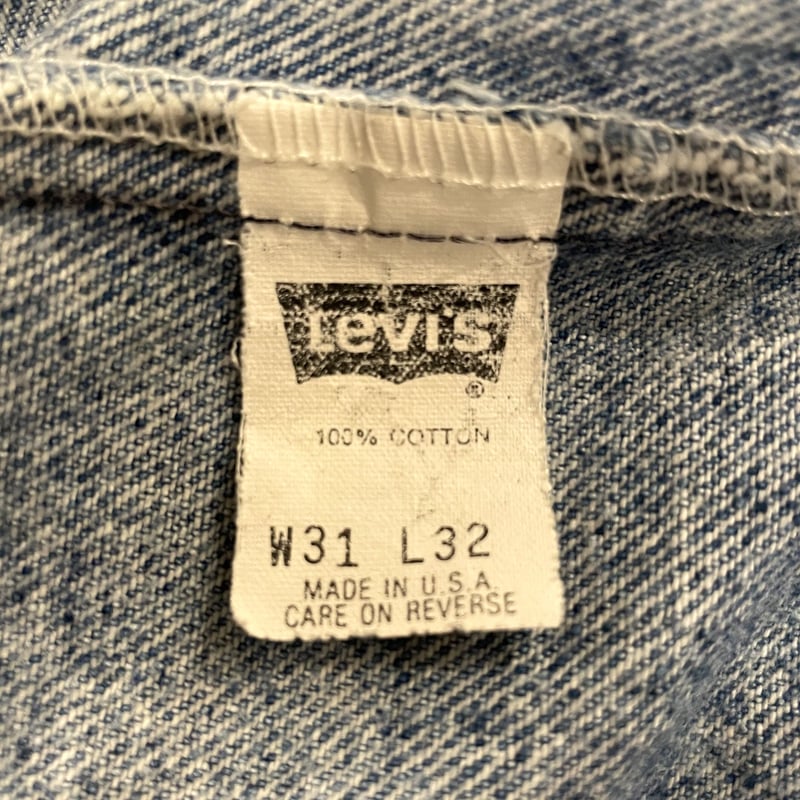 Levi's
®
100% COTTON
W31 L32
MADE IN U.S.A.
CARE ON REVERSE